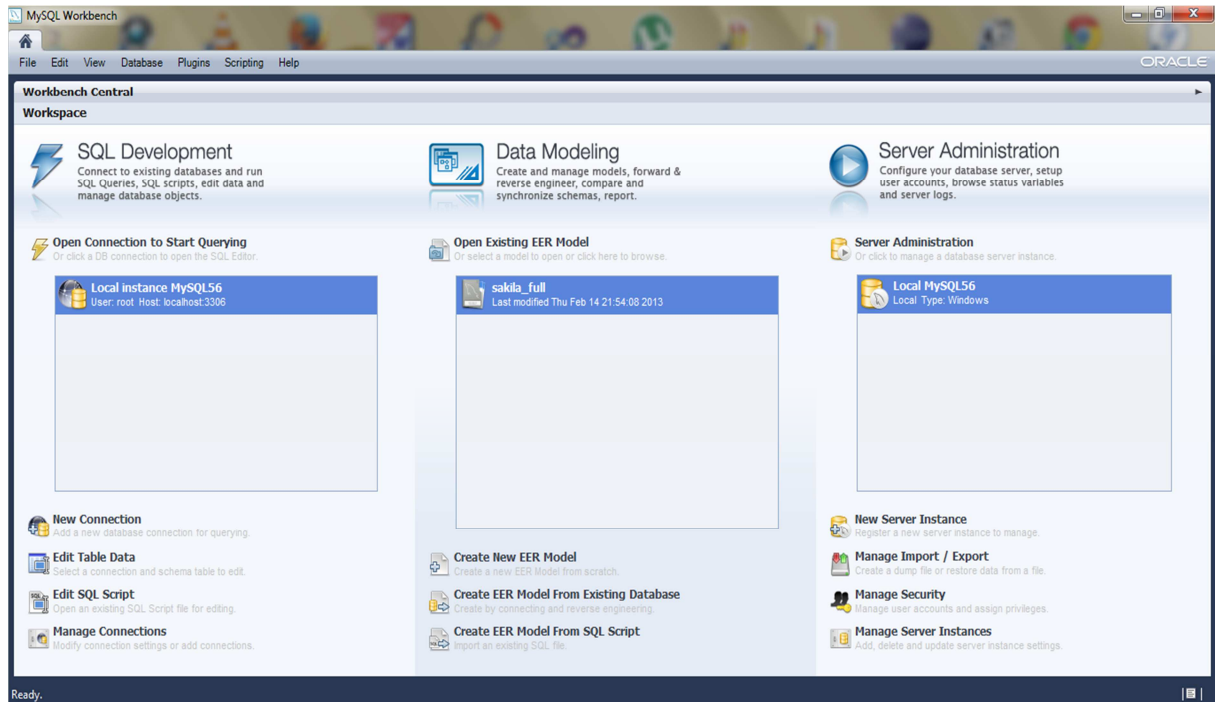 MySQL Workbench
File Edit View Database Plugins Scripting Help
ORACLE
Workbench Central
Workspace
SQL Development
Connect to existing databases and run
SQL Queries, SQL scripts, edit data and
manage database objects.
Open Connection to Start Querying
Or click a DB connection to open the SQL Editor.
Local instance MySQL56
User: root Host: localhost:3306
New Connection
Add a new database connection for querying.
Edit Table Data
Select a connection and schema table to edit.
Edit SQL Script
Open an existing SQL Script file for editing.
Manage Connections
Modify connection settings or add connections.
Data Modeling
Create and manage models, forward &
reverse engineer, compare and
synchronize schemas, report.
Open Existing EER Model
Or select a model to open or click here to browse.
sakila_full
Last modified Thu Feb 14 21:54:08 2013
Create New EER Model
Create a new EER Model from scratch.
Create EER Model From Existing Database
Create by connecting and reverse engineering.
Create EER Model From SQL Script
Import an existing SQL file.
Server Administration
Configure your database server, setup
user accounts, browse status variables
and server logs.
Server Administration
Or click to manage a database server instance.
Local MySQL56
Local Type: Windows
New Server Instance
Register a new server instance to manage.
Manage Import / Export
Create a dump file or restore data from a file.
Manage Security
Manage user accounts and assign privileges.
Manage Server Instances
Add, delete and update server instance settings.
Ready.